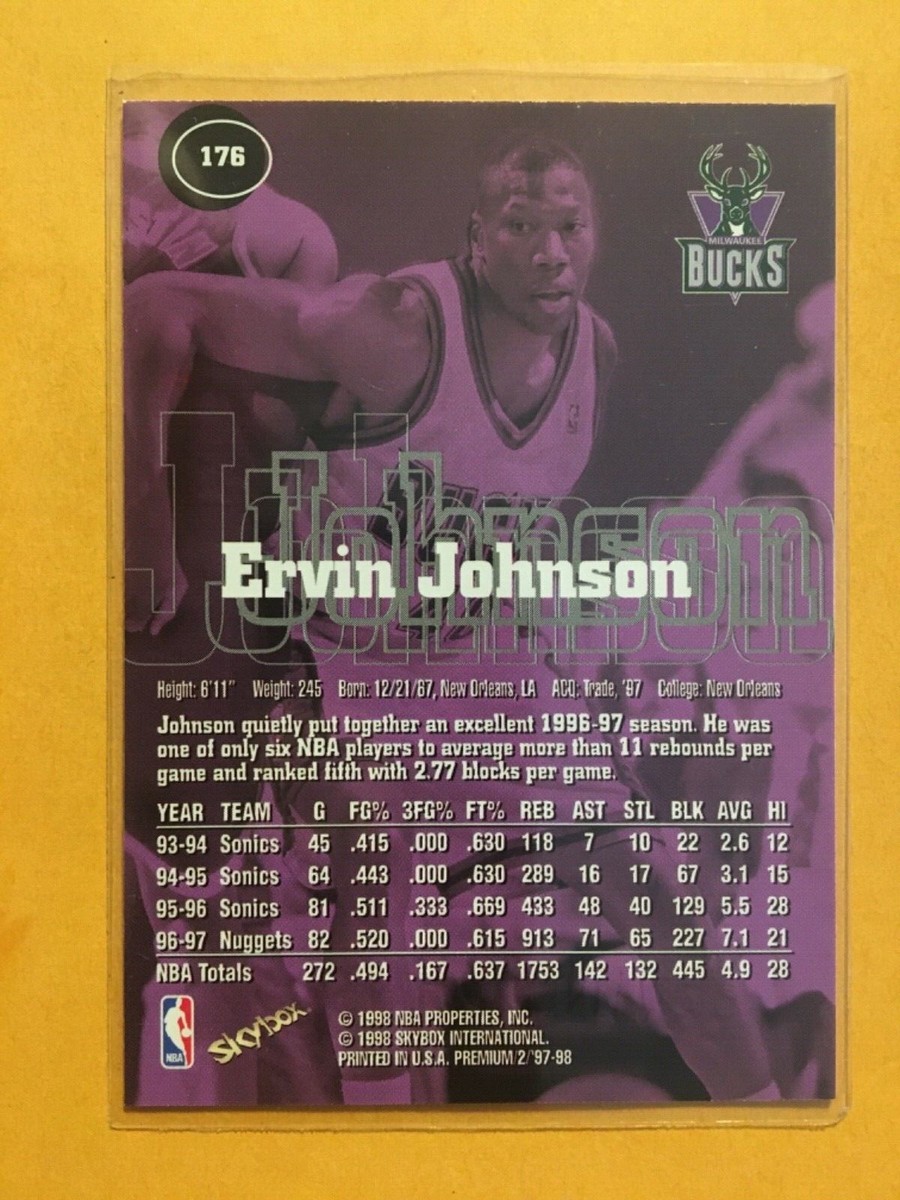 176
MILWAUKEE
BUCKS
Johnson
Johnson
Ervin Johnson
Height: 6'11" Weight: 245 Born: 12/21/67, New Orleans, LA ACQ: Trade, '97 College: New Orleans
Johnson quietly put together an excellent 1996-97 season. He was
one of only six NBA players to average more than 11 rebounds per
game and ranked fifth with 2.77 blocks per game.
YEAR TEAM G FG% 3FG% FT% REB AST STL BLK AVG HI
93-94 Sonics 45 .415 .000 .630 118 7 10 22 2.6 12
94-95 Sonics 64 .443 .000 .630 289 16 17 67 3.1 15
95-96 Sonics 81 .511 .333 .669 433 48 40 129 5.5 28
96-97 Nuggets 82 .520 .000 .615 913 71 65 227 7.1 21
NBA Totals 272 .494 .167 .637 1753 142 132 445 4.9 28
NBA
Skybox
© 1998 NBA PROPERTIES, INC.
© 1998 SKYBOX INTERNATIONAL.
PRINTED IN U.S.A. PREMIUM/2/'97-98